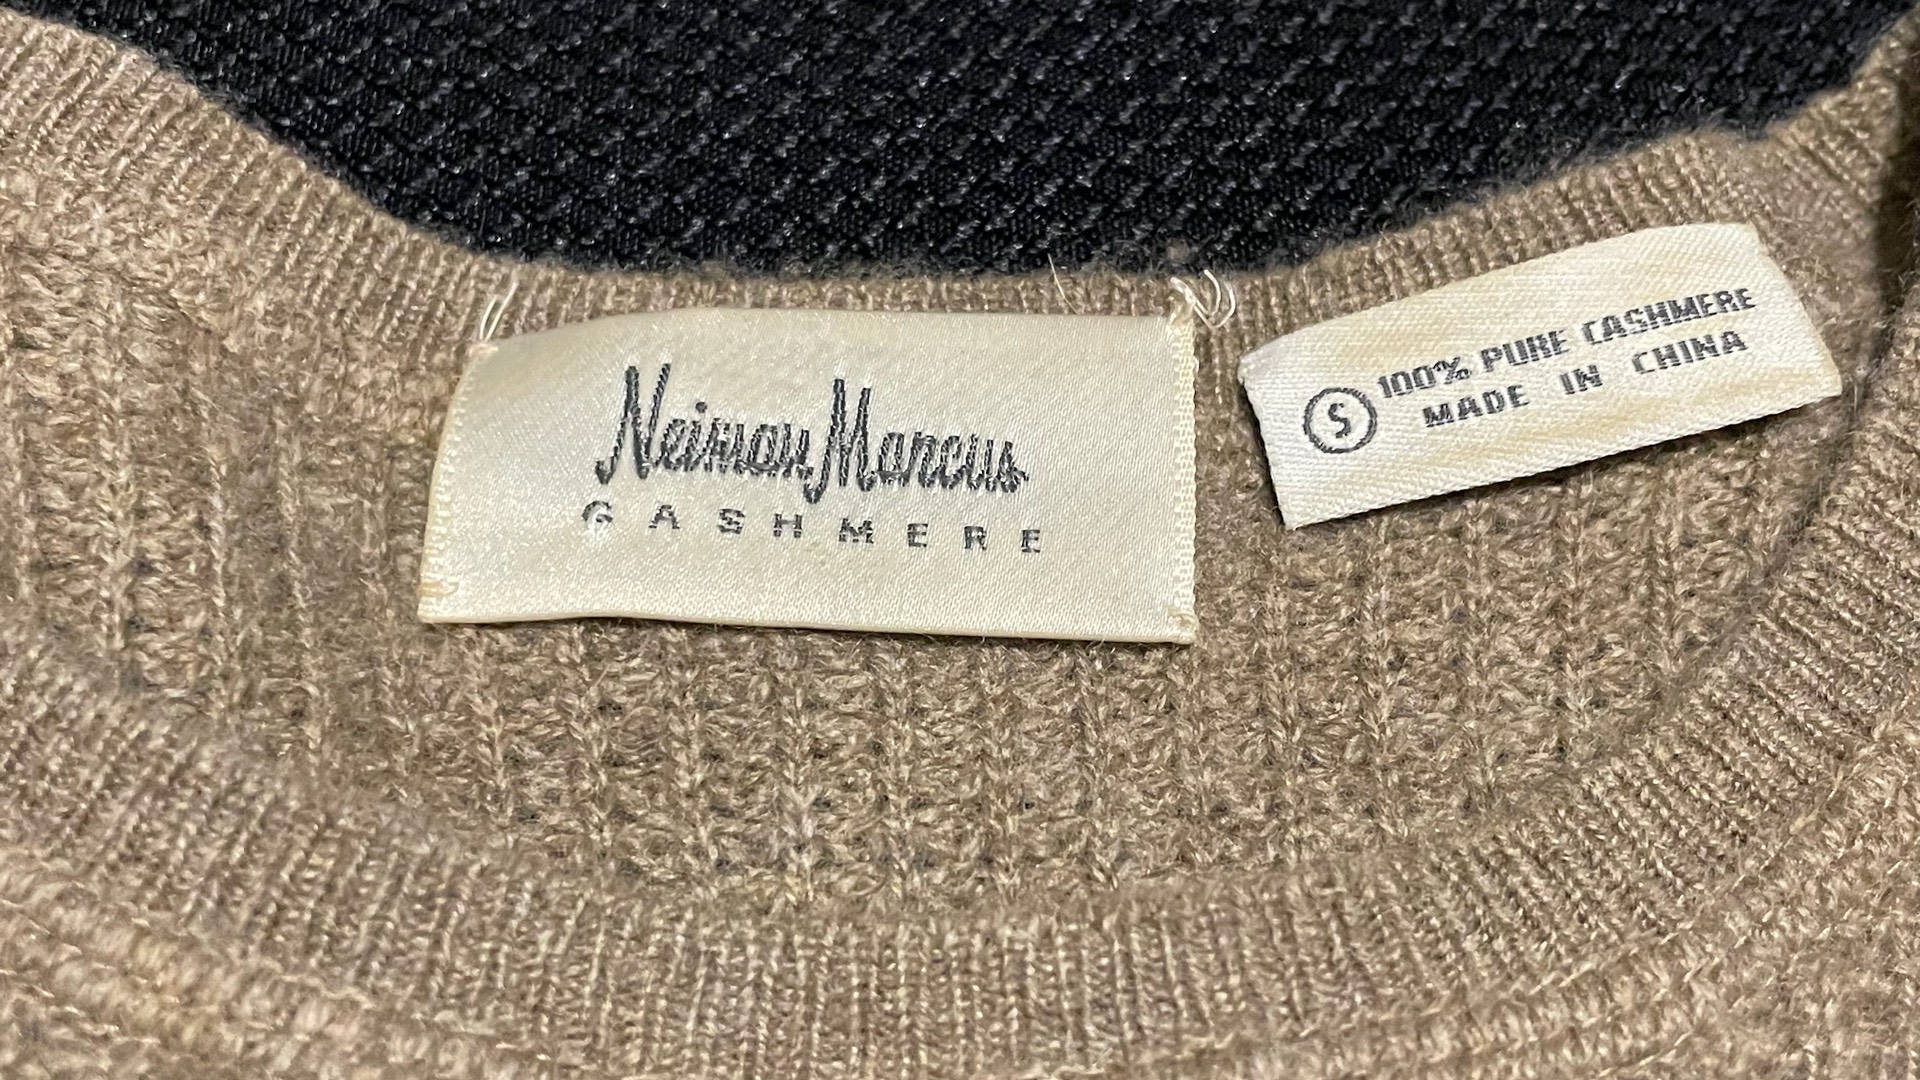 Neiman Marcus
CASHMERE
S 100% PURE CASHMERE
MADE IN CHINA